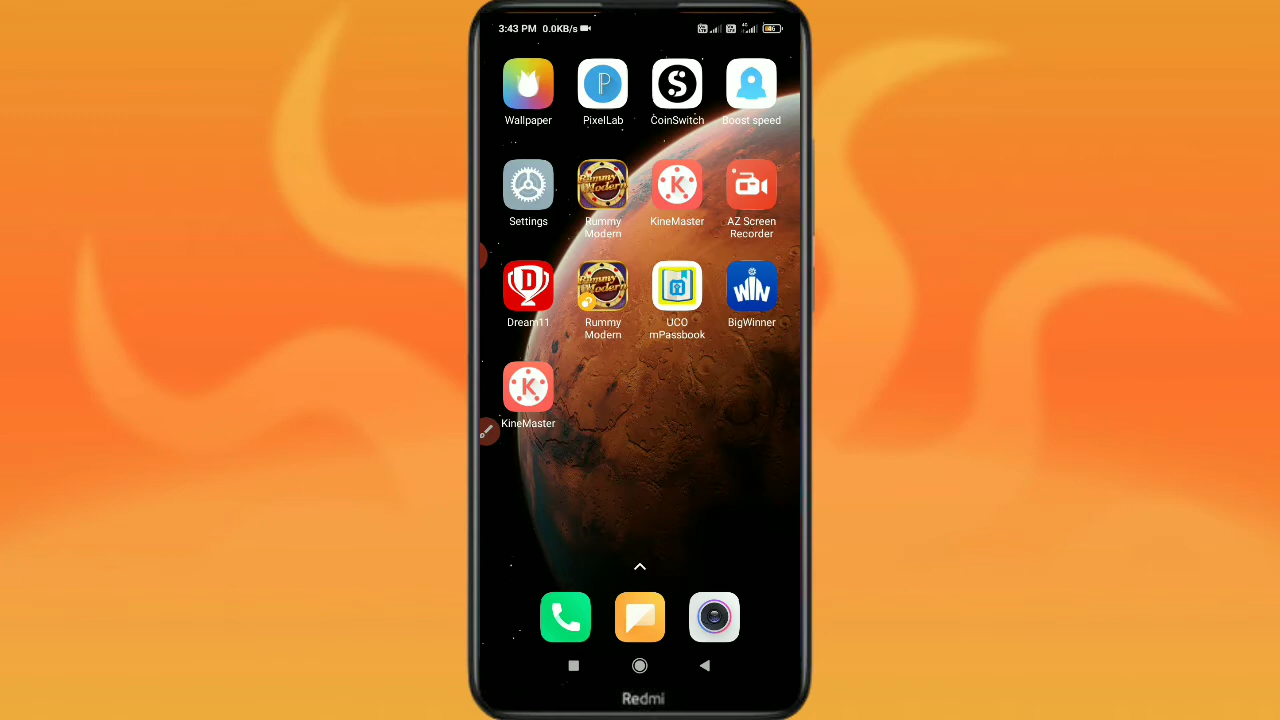 3:43 PM 0.0KB/s
Wallpaper
PixelLab
CoinSwitch
Boost speed
Settings
Rummy
Modern
KineMaster
AZ Screen
Recorder
Dream11
Rummy
Modern
UCO
mPassbook
WIN
BigWinner
KineMaster
Redmi